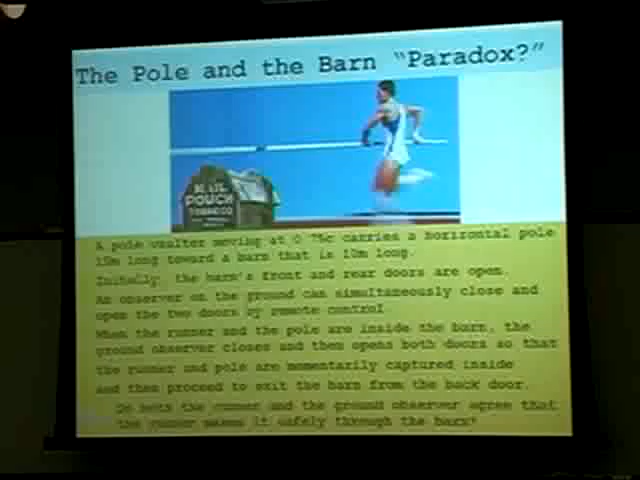 The Pole and the Barn “Paradox?”
MAIL
POUCH
TOBACCO
A pole vaulter moving at 0.75c carries a horizontal pole
15m long toward a barn that is 10m long.
Initially, the barn's front and rear doors are open.
An observer on the ground can simultaneously close and
open the two doors by remote control
When the runner and the pole are inside the barn, the
ground observer closes and then opens both doors so that
the runner and pole are momentarily captured inside
and then proceed to exit the barn from the back door.
Do both the runner and the ground observer agree that
the runner makes it safely through the barn?